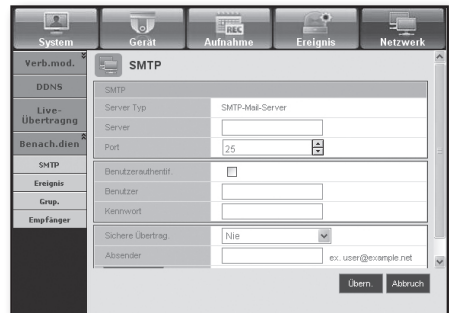 System Gerät Aufnahme Ereignis Netzwerk
REC
Verb.mod.
DDNS
Live-
Übertragng
Benach.dien
SMTP
Ereignis
Grup.
Empfänger
SMTP
SMTP
Server Typ SMTP-Mail-Server
Server
Port 25
Benutzerauthentif.
Benutzer
Kennwort
Sichere Übertrag. Nie
Absender ex. user@example.net
Übern. Abbruch